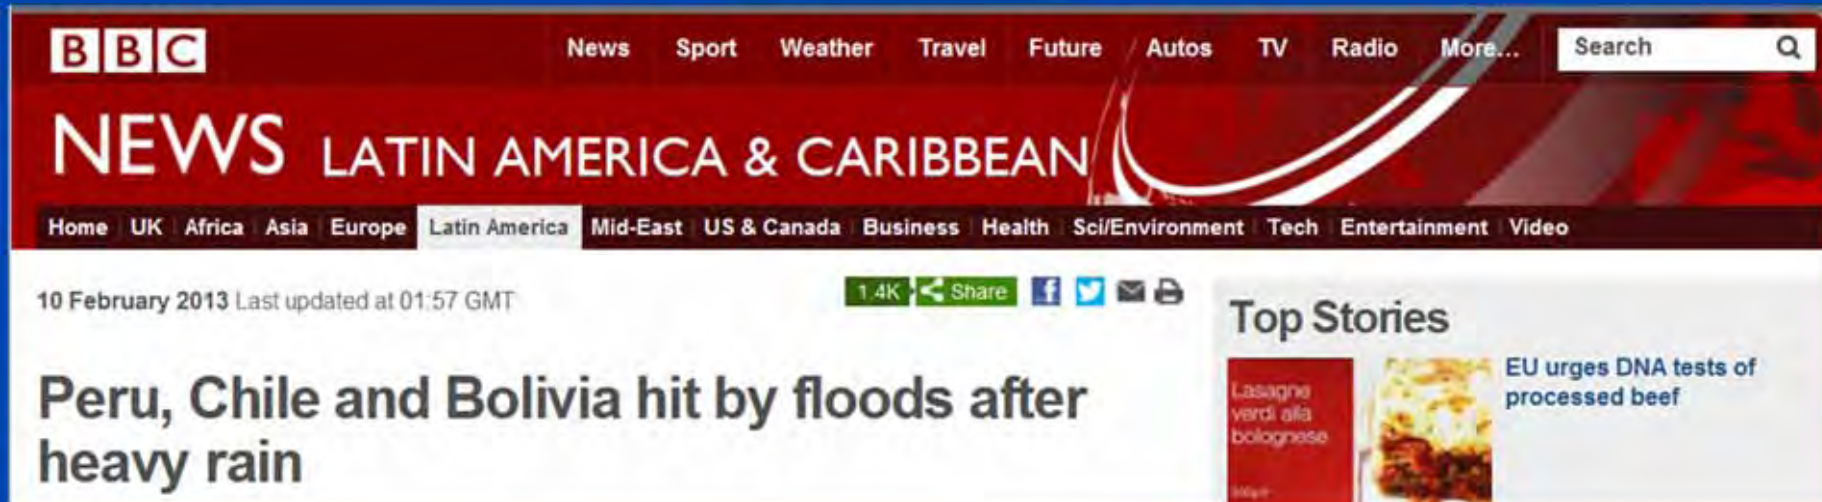 BBC
News Sport Weather Travel Future Autos TV Radio More... Search
NEWS LATIN AMERICA & CARIBBEAN
Home UK Africa Asia Europe Latin America Mid-East US & Canada Business Health Sci/Environment Tech Entertainment Video
10 February 2013 Last updated at 01:57 GMT
1.4K Share
Peru, Chile and Bolivia hit by floods after
heavy rain
Top Stories
Lasagne
verdi alla
bolognese
EU urges DNA tests of
processed beef